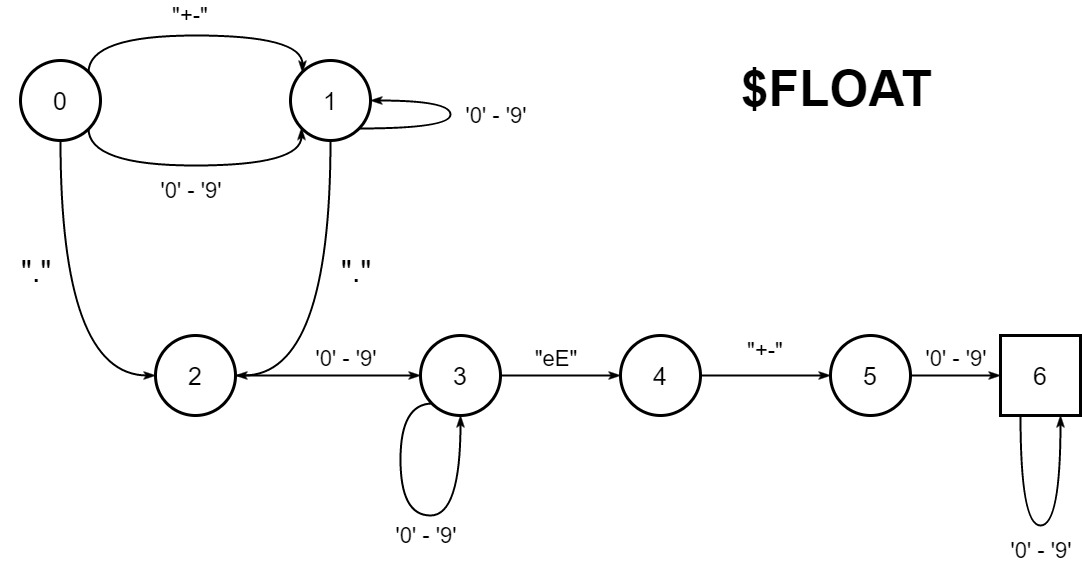 "+-"
$FLOAT
0
1
'0' - '9'
'0' - '9'
"."
"."
2
'0' - '9'
3
"eE"
4
"+-"
5
'0' - '9'
6
'0' - '9'
'0' - '9'